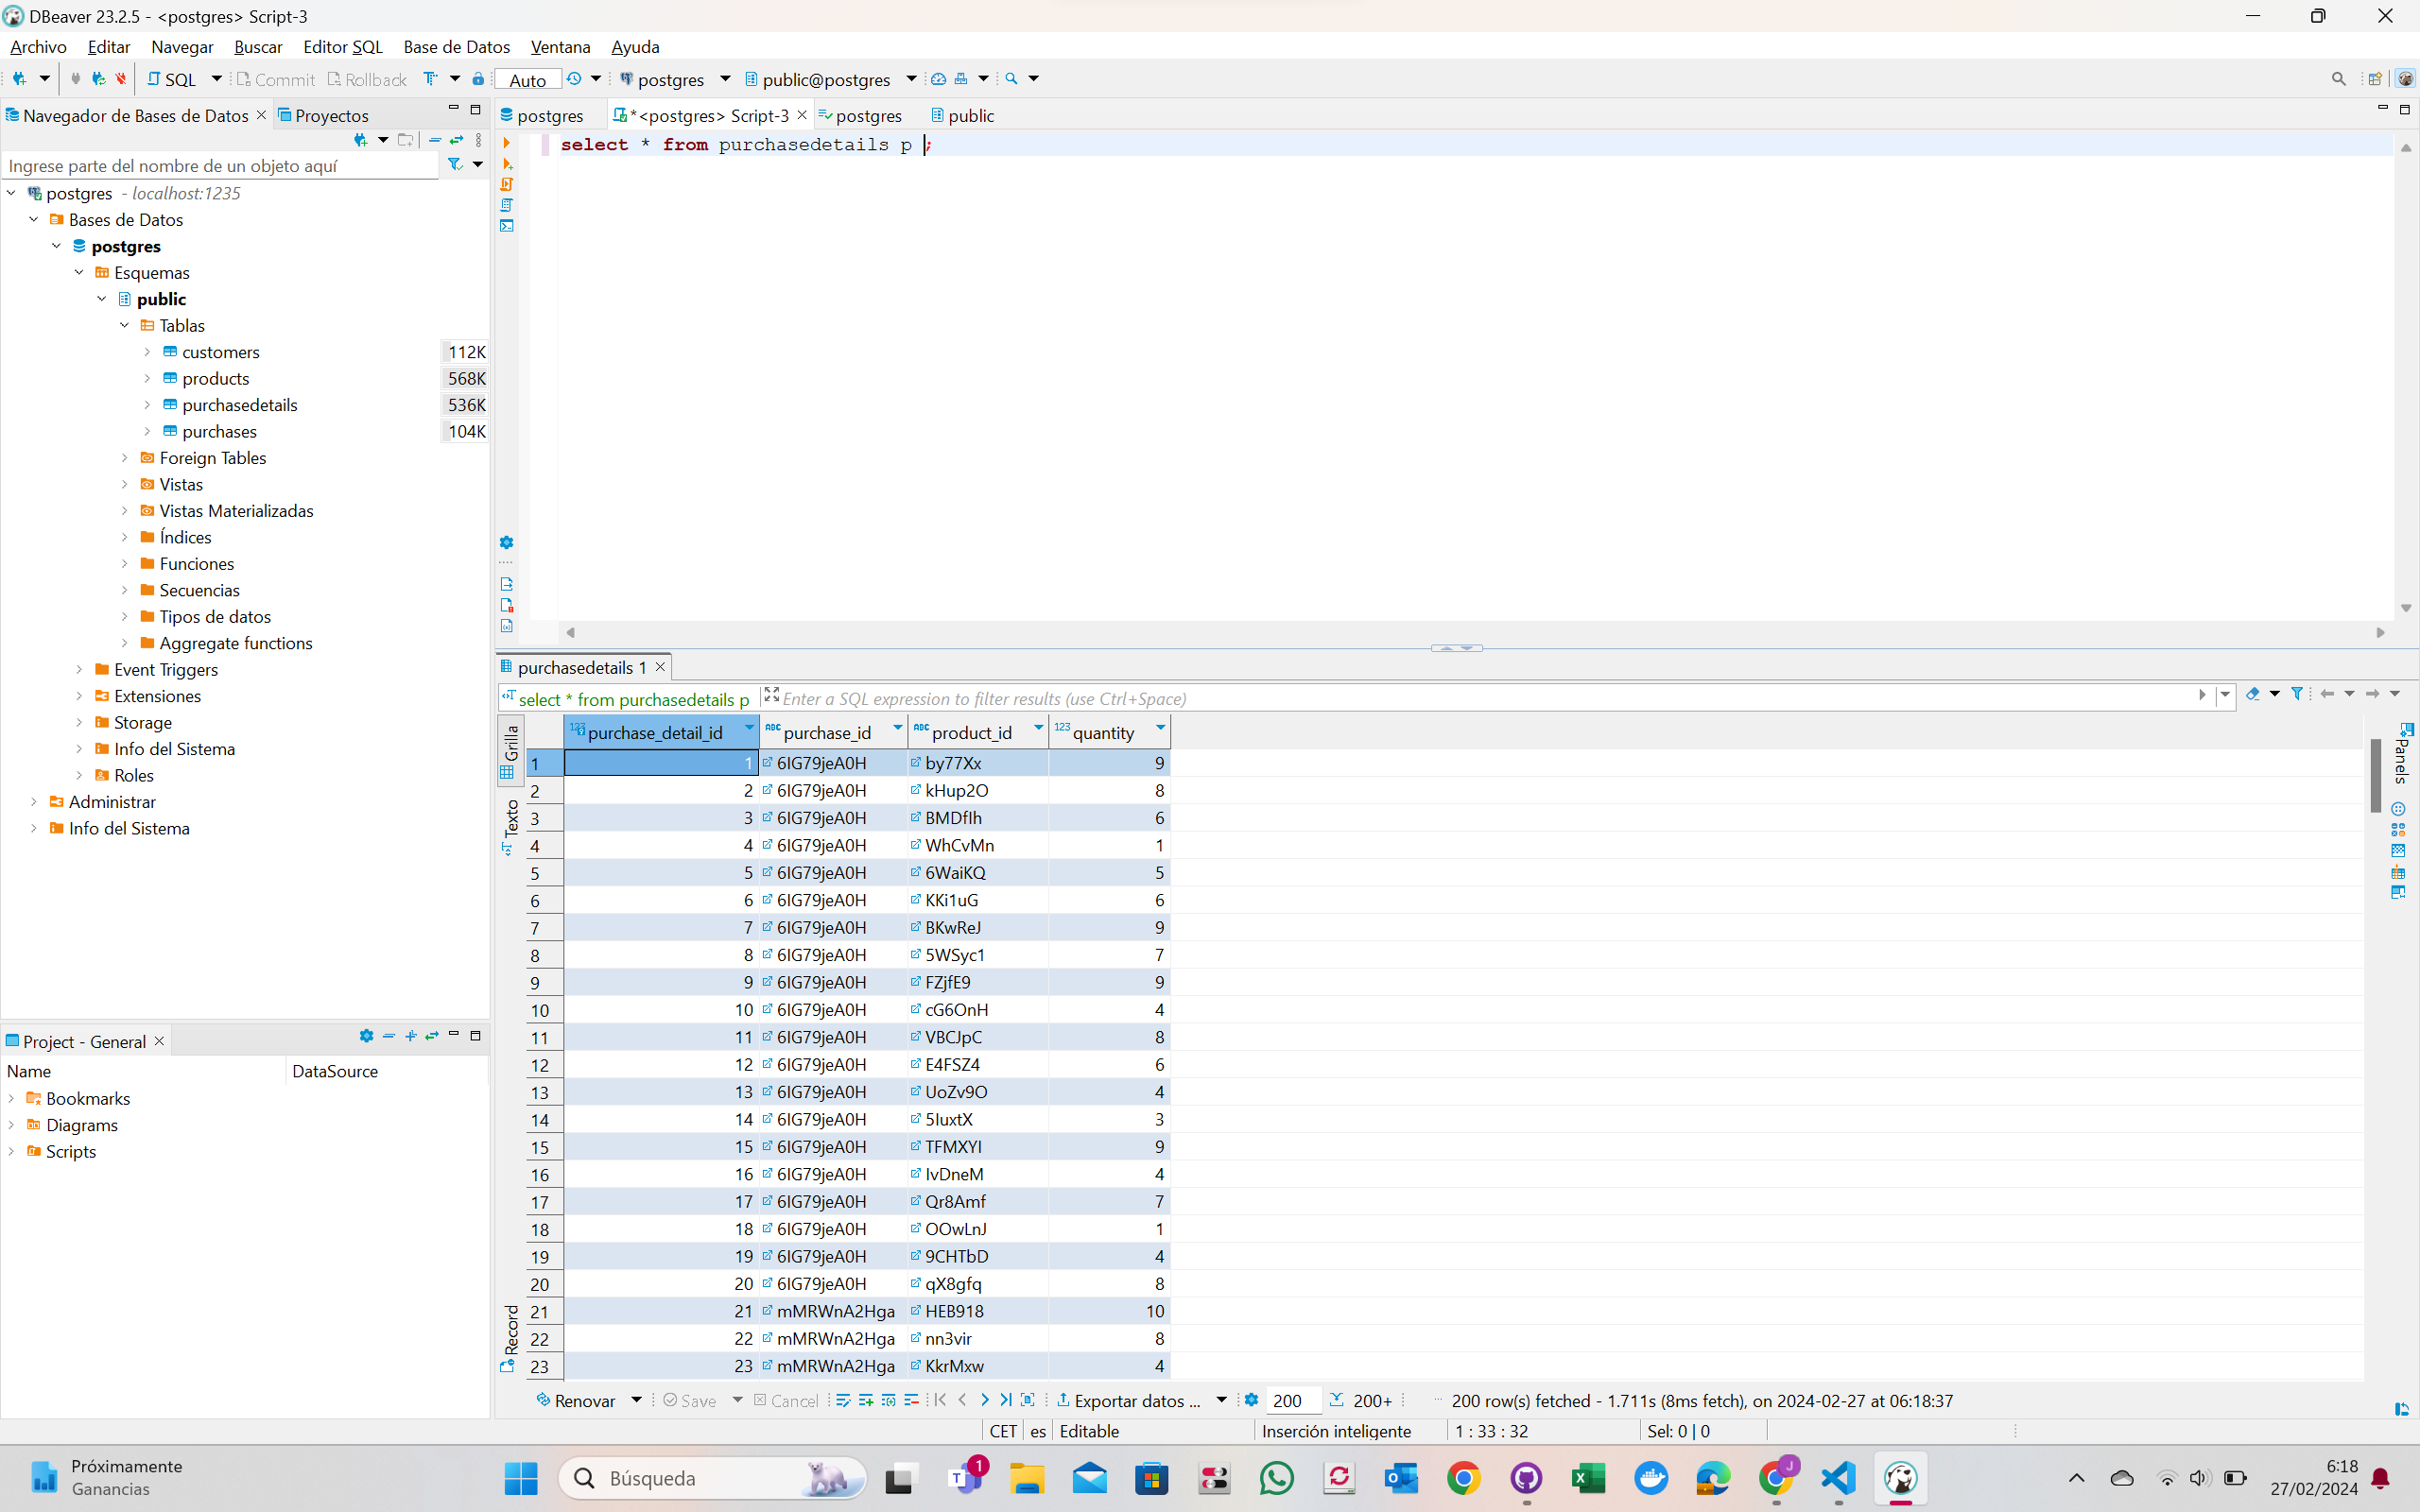 DBeaver 23.2.5 - <postgres> Script-3
Archivo Editar Navegar Buscar Editor SQL Base de Datos Ventana Ayuda
SQL Commit Rollback Auto postgres public@postgres
Navegador de Bases de Datos Proyectos
Ingrese parte del nombre de un objeto aquí
postgres - localhost:1235
Bases de Datos
postgres
Esquemas
public
Tablas
customers 112K
products 568K
purchasedetails 536K
purchases 104K
Foreign Tables
Vistas
Vistas Materializadas
Índices
Funciones
Secuencias
Tipos de datos
Aggregate functions
Event Triggers
Extensiones
Storage
Info del Sistema
Roles
Administrar
Info del Sistema
Project - General
Name DataSource
Bookmarks
Diagrams
Scripts
postgres *<postgres> Script-3 postgres public
select * from purchasedetails p ;
purchasedetails 1
select * from purchasedetails p Enter a SQL expression to filter results (use Ctrl+Space)
Grilla
Texto
Record
Panels
purchase_detail_id purchase_id product_id quantity
1 1 6IG79jeA0H by77Xx 9
2 2 6IG79jeA0H kHup2O 8
3 3 6IG79jeA0H BMDfIh 6
4 4 6IG79jeA0H WhCvMn 1
5 5 6IG79jeA0H 6WaiKQ 5
6 6 6IG79jeA0H KKi1uG 6
7 7 6IG79jeA0H BKwReJ 9
8 8 6IG79jeA0H 5WSyc1 7
9 9 6IG79jeA0H FZjfE9 9
10 10 6IG79jeA0H cG6OnH 4
11 11 6IG79jeA0H VBCJpC 8
12 12 6IG79jeA0H E4FSZ4 6
13 13 6IG79jeA0H UoZv9O 4
14 14 6IG79jeA0H 5IuxtX 3
15 15 6IG79jeA0H TFMXYI 9
16 16 6IG79jeA0H IvDneM 4
17 17 6IG79jeA0H Qr8Amf 7
18 18 6IG79jeA0H OOwLnJ 1
19 19 6IG79jeA0H 9CHTbD 4
20 20 6IG79jeA0H qX8gfq 8
21 21 mMRWnA2Hga HEB918 10
22 22 mMRWnA2Hga nn3vir 8
23 23 mMRWnA2Hga KkrMxw 4
Renovar Save Cancel Exportar datos ... 200 200+ 200 row(s) fetched - 1.711s (8ms fetch), on 2024-02-27 at 06:18:37
CET es Editable Inserción inteligente 1 : 33 : 32 Sel: 0 | 0
Próximamente
Ganancias
Búsqueda
1
J
6:18
27/02/2024